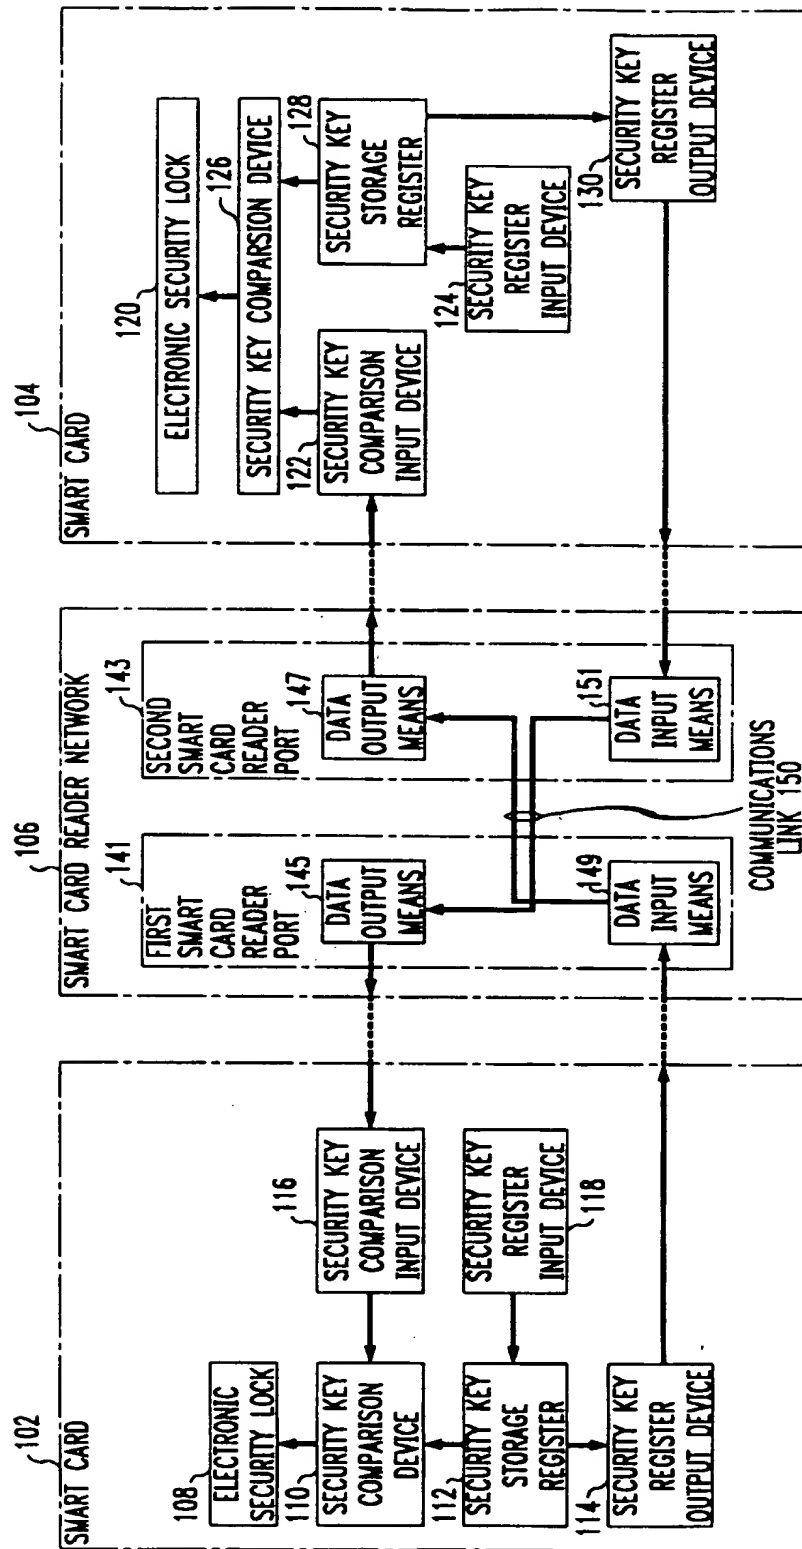 102
SMART CARD
108
ELECTRONIC
SECURITY LOCK
110
SECURITY KEY
COMPARISON
DEVICE
112
SECURITY KEY
STORAGE
REGISTER
114
SECURITY KEY
REGISTER
OUTPUT DEVICE
116
SECURITY KEY
COMPARISON
INPUT DEVICE
SECURITY KEY
REGISTER
INPUT DEVICE
118
106
SMART CARD READER NETWORK
141
FIRST
SMART
CARD
READER
PORT
145
DATA
OUTPUT
MEANS
149
DATA
INPUT
MEANS
143
SECOND
SMART
CARD
READER
PORT
147
DATA
OUTPUT
MEANS
151
DATA
INPUT
MEANS
COMMUNICATIONS
LINK 150
104
SMART CARD
120
ELECTRONIC SECURITY LOCK
126
SECURITY KEY COMPARSION DEVICE
122
SECURITY KEY
COMPARISON
INPUT DEVICE
128
SECURITY KEY
STORAGE
REGISTER
124
SECURITY KEY
REGISTER
INPUT DEVICE
130
SECURITY KEY
REGISTER
OUTPUT DEVICE